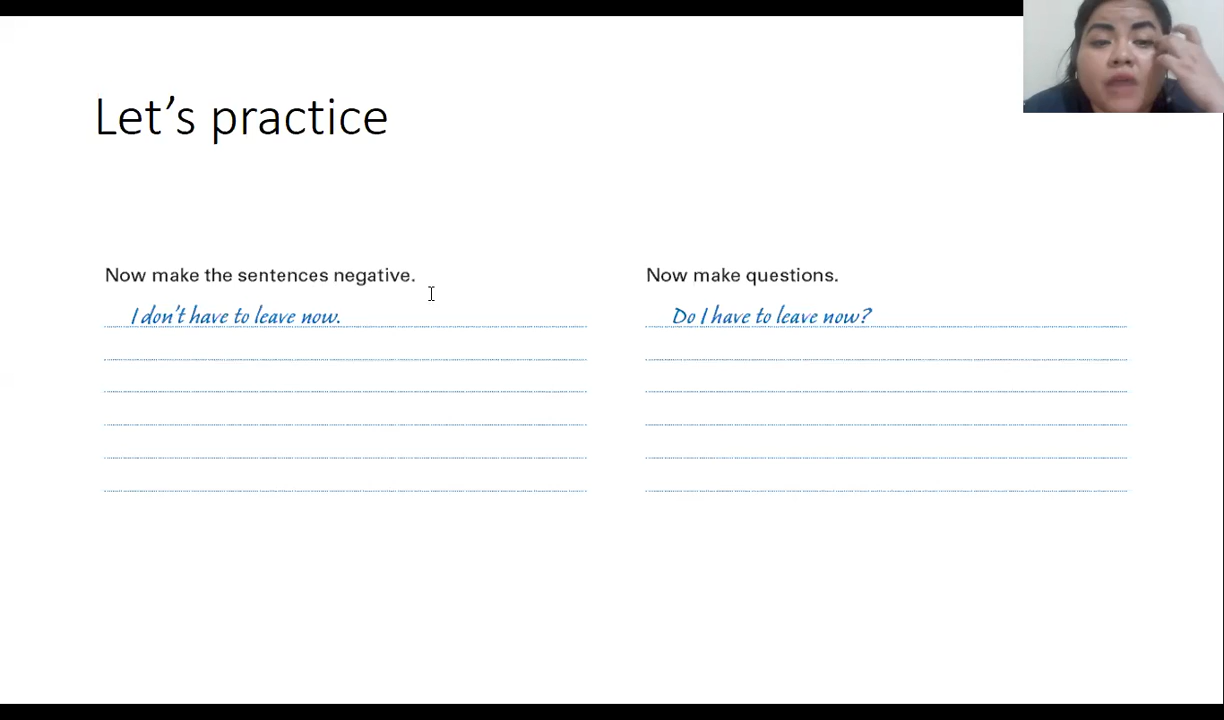 Let’s practice
Now make the sentences negative.
I don’t have to leave now.
Now make questions.
Do I have to leave now?